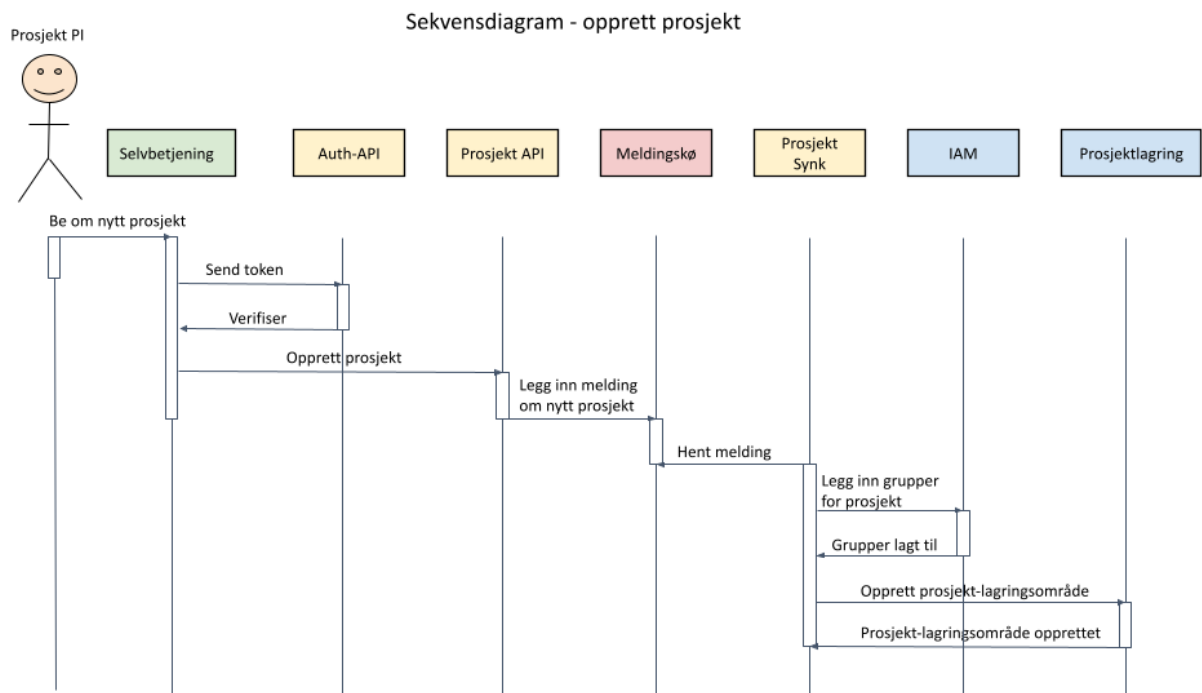 Sekvensdiagram - opprett prosjekt
Prosjekt PI
Selvbetjening
Auth-API
Prosjekt API
Meldingskø
Prosjekt
Synk
IAM
Prosjektlagring
Be om nytt prosjekt
Send token
Verifiser
Opprett prosjekt
Legg inn melding
om nytt prosjekt
Hent melding
Legg inn grupper
for prosjekt
Grupper lagt til
Opprett prosjekt-lagringsområde
Prosjekt-lagringsområde opprettet